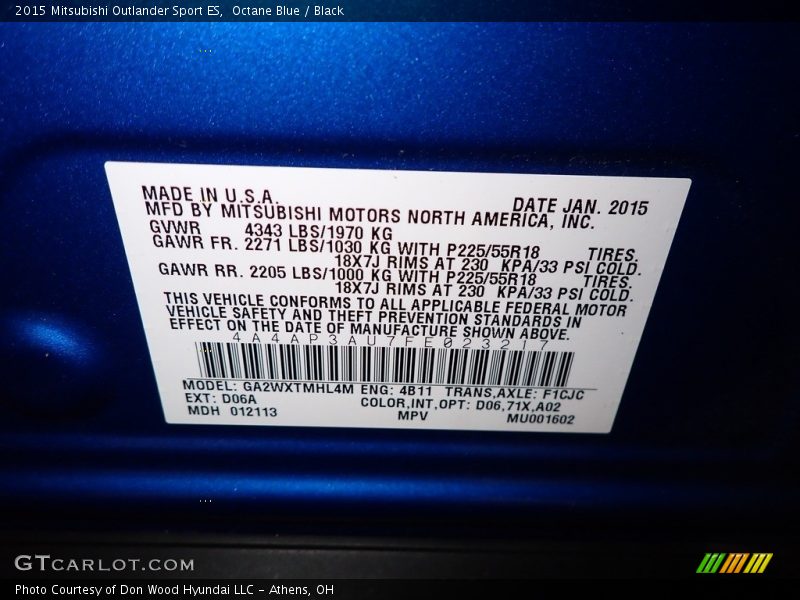 2015 Mitsubishi Outlander Sport ES, Octane Blue / Black
MADE IN U.S.A. DATE JAN. 2015
MFD BY MITSUBISHI MOTORS NORTH AMERICA, INC.
GVWR 4343 LBS/1970 KG
GAWR FR. 2271 LBS/1030 KG WITH P225/55R18 TIRES,
18X7J RIMS AT 230 KPA/33 PSI COLD.
GAWR RR. 2205 LBS/1000 KG WITH P225/55R18 TIRES,
18X7J RIMS AT 230 KPA/33 PSI COLD.
THIS VEHICLE CONFORMS TO ALL APPLICABLE FEDERAL MOTOR
VEHICLE SAFETY AND THEFT PREVENTION STANDARDS IN
EFFECT ON THE DATE OF MANUFACTURE SHOWN ABOVE.
4A4AP3AU7FE023217
MODEL: GA2WXTMHL4M ENG: 4B11 TRANS,AXLE: F1CJC
EXT: D06A COLOR,INT,OPT: D06,71X,A02
MDH 012113 MPV MU001602
GTCARLOT.COM
Photo Courtesy of Don Wood Hyundai LLC - Athens, OH